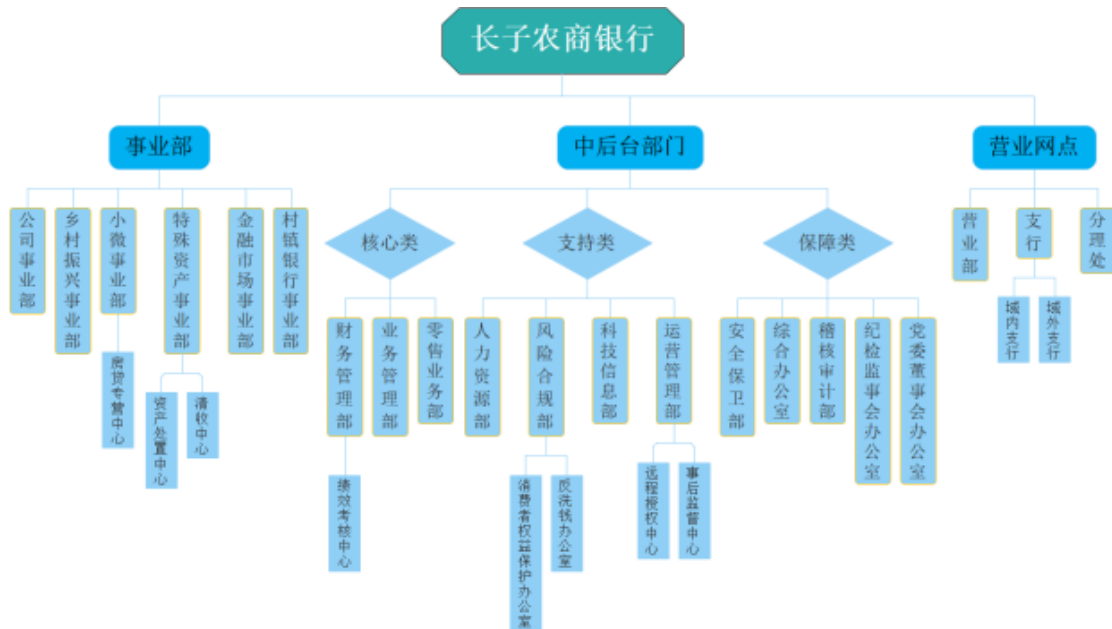 长子农商银行
事业部
中后台部门
营业网点
公司事业部
乡村振兴事业部
小微事业部
特殊资产事业部
金融市场事业部
村镇银行事业部
核心类
支持类
保障类
营业部
支行
分理处
域内支行
域外支行
财务管理部
业务管理部
零售业务部
人力资源部
风险合规部
科技信息部
运营管理部
安全保卫部
综合办公室
稽核审计部
纪检监事会办公室
党委董事会办公室
房贷专营中心
资产处置中心
清收中心
绩效考核中心
消费者权益保护办公室
反洗钱办公室
远程授权中心
事后监督中心